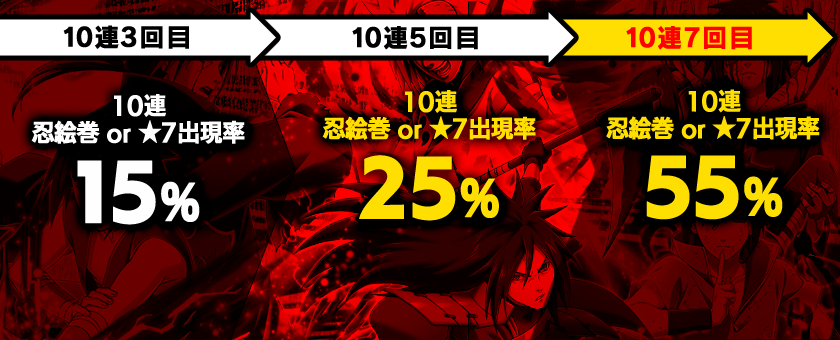 10連3回目
10連
忍絵巻 or ★7出現率
15%
10連5回目
10連
忍絵巻 or ★7出現率
25%
10連7回目
10連
忍絵巻 or ★7出現率
55%